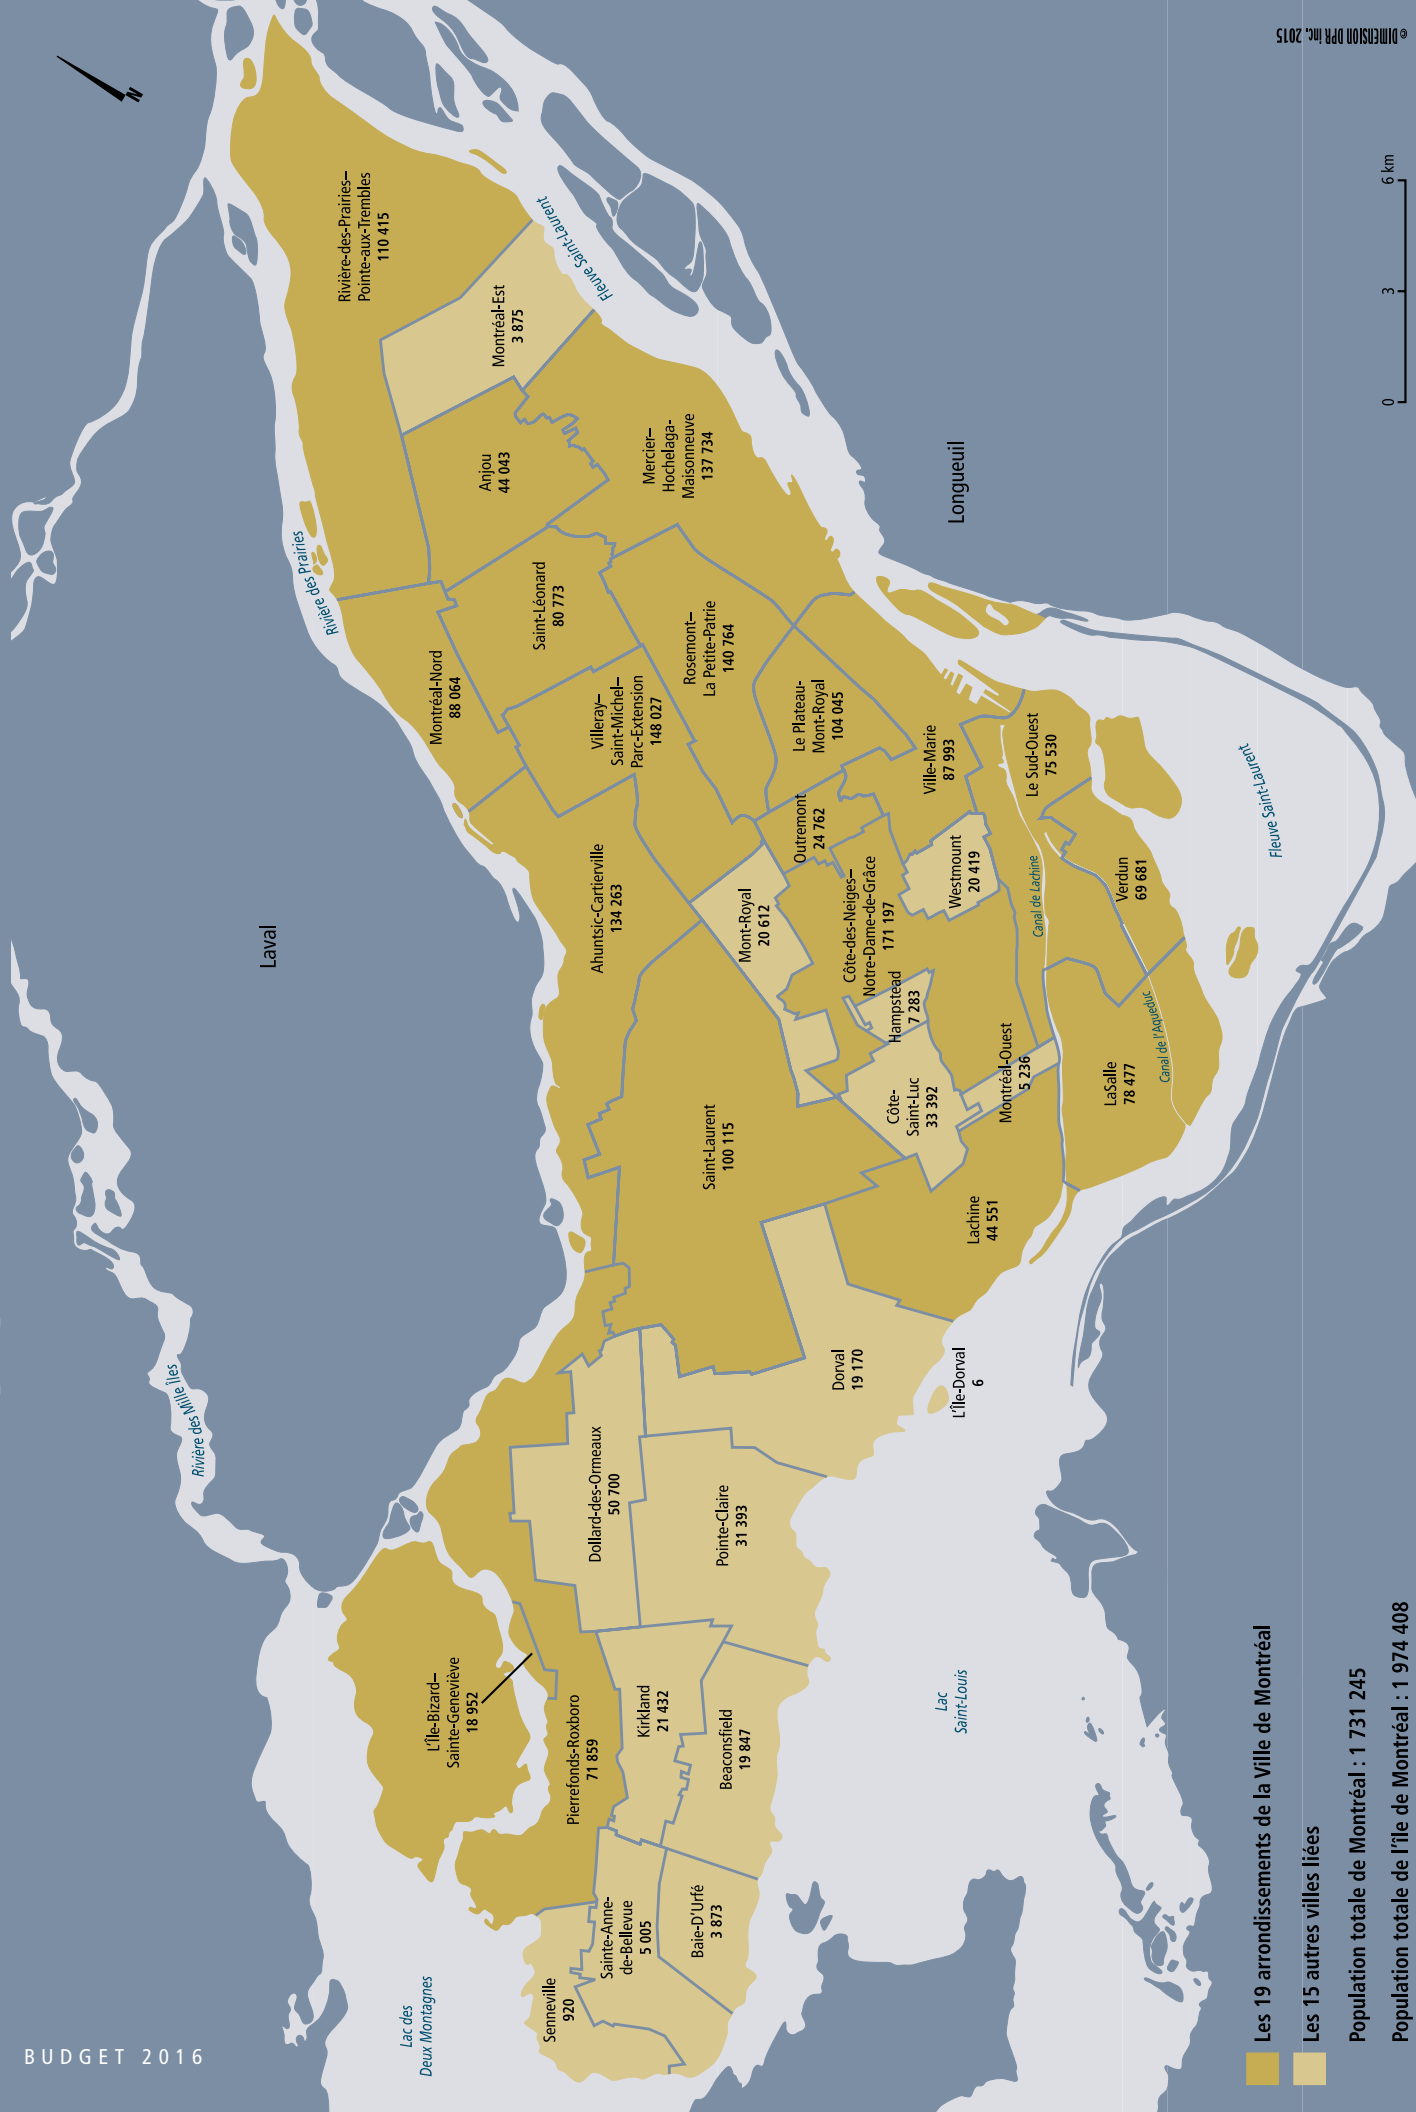 BUDGET 2016
© DIMENSION DPR inc. 2015
N
0 3 6 km
Laval
Longueuil
Rivière des Mille Îles
Rivière des Prairies
Fleuve Saint-Laurent
Fleuve Saint-Laurent
Lac des
Deux Montagnes
Lac
Saint-Louis
Canal de Lachine
Canal de l'Aqueduc
Senneville
920
Sainte-Anne-
de-Bellevue
5 005
Baie-D'Urfé
3 873
L'Île-Bizard–
Sainte-Geneviève
18 952
Pierrefonds-Roxboro
71 859
Kirkland
21 432
Beaconsfield
19 847
Dollard-des-Ormeaux
50 700
Pointe-Claire
31 393
Dorval
19 170
L'Île-Dorval
6
Saint-Laurent
100 115
Lachine
44 551
Côte-
Saint-Luc
33 392
Montréal-Ouest
5 236
Hampstead
7 283
LaSalle
78 477
Ahuntsic-Cartierville
134 263
Mont-Royal
20 612
Côte-des-Neiges–
Notre-Dame-de-Grâce
171 197
Outremont
24 762
Westmount
20 419
Verdun
69 681
Le Sud-Ouest
75 530
Ville-Marie
87 993
Le Plateau-
Mont-Royal
104 045
Villeray–
Saint-Michel–
Parc-Extension
148 027
Rosemont–
La Petite-Patrie
140 764
Montréal-Nord
88 064
Saint-Léonard
80 773
Anjou
44 043
Mercier–
Hochelaga-
Maisonneuve
137 734
Montréal-Est
3 875
Rivière-des-Prairies–
Pointe-aux-Trembles
110 415
Les 19 arrondissements de la Ville de Montréal
Les 15 autres villes liées
Population totale de Montréal : 1 731 245
Population totale de l'île de Montréal : 1 974 408